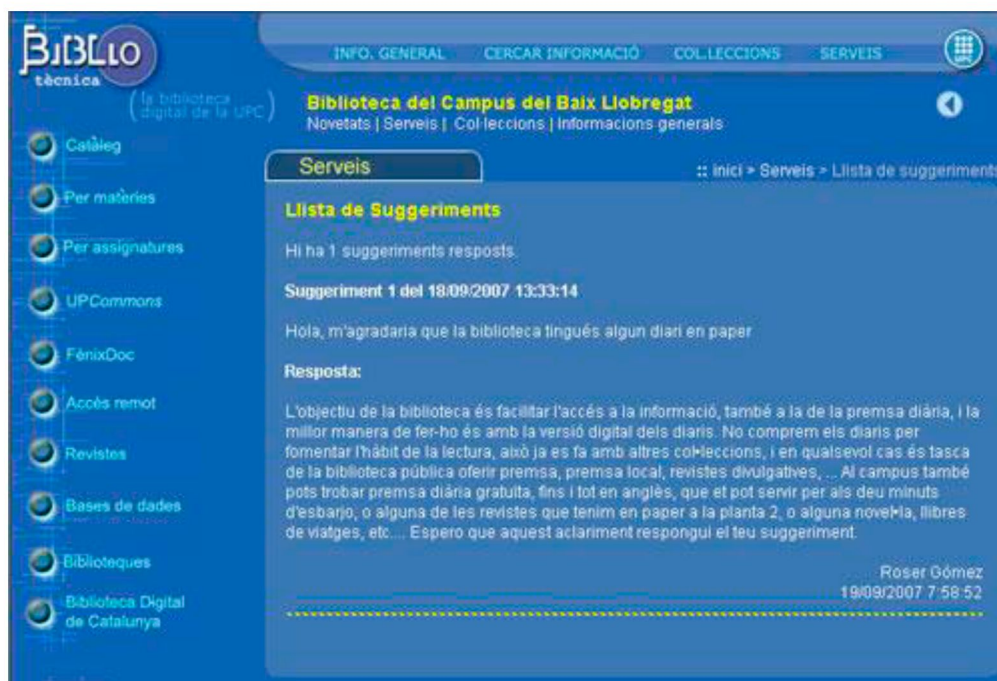 BIBLIO
tècnica
INFO. GENERAL CERCAR INFORMACIÓ COL.LECCIONS SERVEIS
UPC
(la biblioteca
digital de la UPC)
Biblioteca del Campus del Baix Llobregat
Novetats | Serveis | Col·leccions | Informacions generals
Catàleg
Per matèries
Per assignatures
UPCommons
FènixDoc
Accès remot
Revistes
Bases de dades
Biblioteques
Biblioteca Digital
de Catalunya
Serveis
:: inici > Serveis > Llista de suggeriments
Llista de Suggeriments
Hi ha 1 suggeriments resposts.
Suggeriment 1 del 18/09/2007 13:33:14
Hola, m'agradaria que la biblioteca tingués algun diari en paper
Resposta:
L'objectiu de la biblioteca és facilitar l'accés a la informació, també a la de la premsa diària, i la
millor manera de fer-ho és amb la versió digital dels diaris. No comprem els diaris per
fomentar l'hàbit de la lectura, això ja es fa amb altres col•leccions, i en qualsevol cas és tasca
de la biblioteca pública oferir premsa, premsa local, revistes divulgatives, ... Al campus també
pots trobar premsa diària gratuïta, fins i tot en anglès, que et pot servir per als deu minuts
d'esbarjo, o alguna de les revistes que tenim en paper a la planta 2, o alguna novel•la, llibres
de viatges, etc.... Espero que aquest aclariment respongui el teu suggeriment.
Roser Gómez
19/09/2007 7:58:52